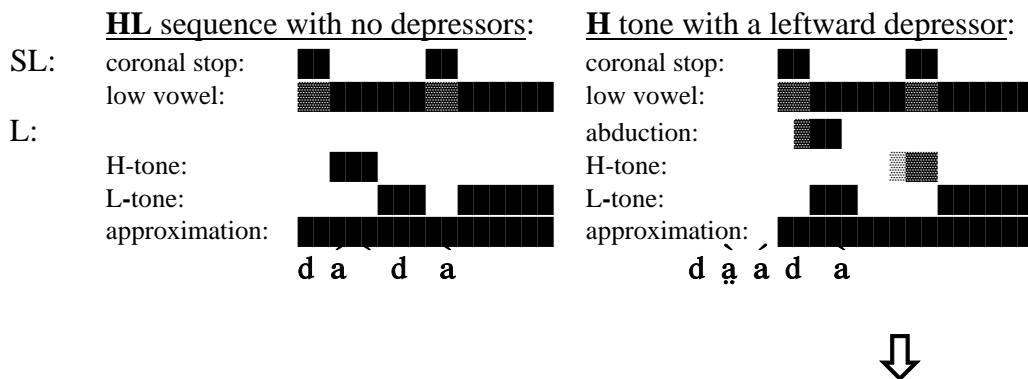 HL sequence with no depressors: H tone with a leftward depressor:
SL: coronal stop: coronal stop:
low vowel: low vowel:
L: abduction:
H-tone: H-tone:
L-tone: L-tone:
approximation: approximation:
d á ̀ d à d à̤ á d à